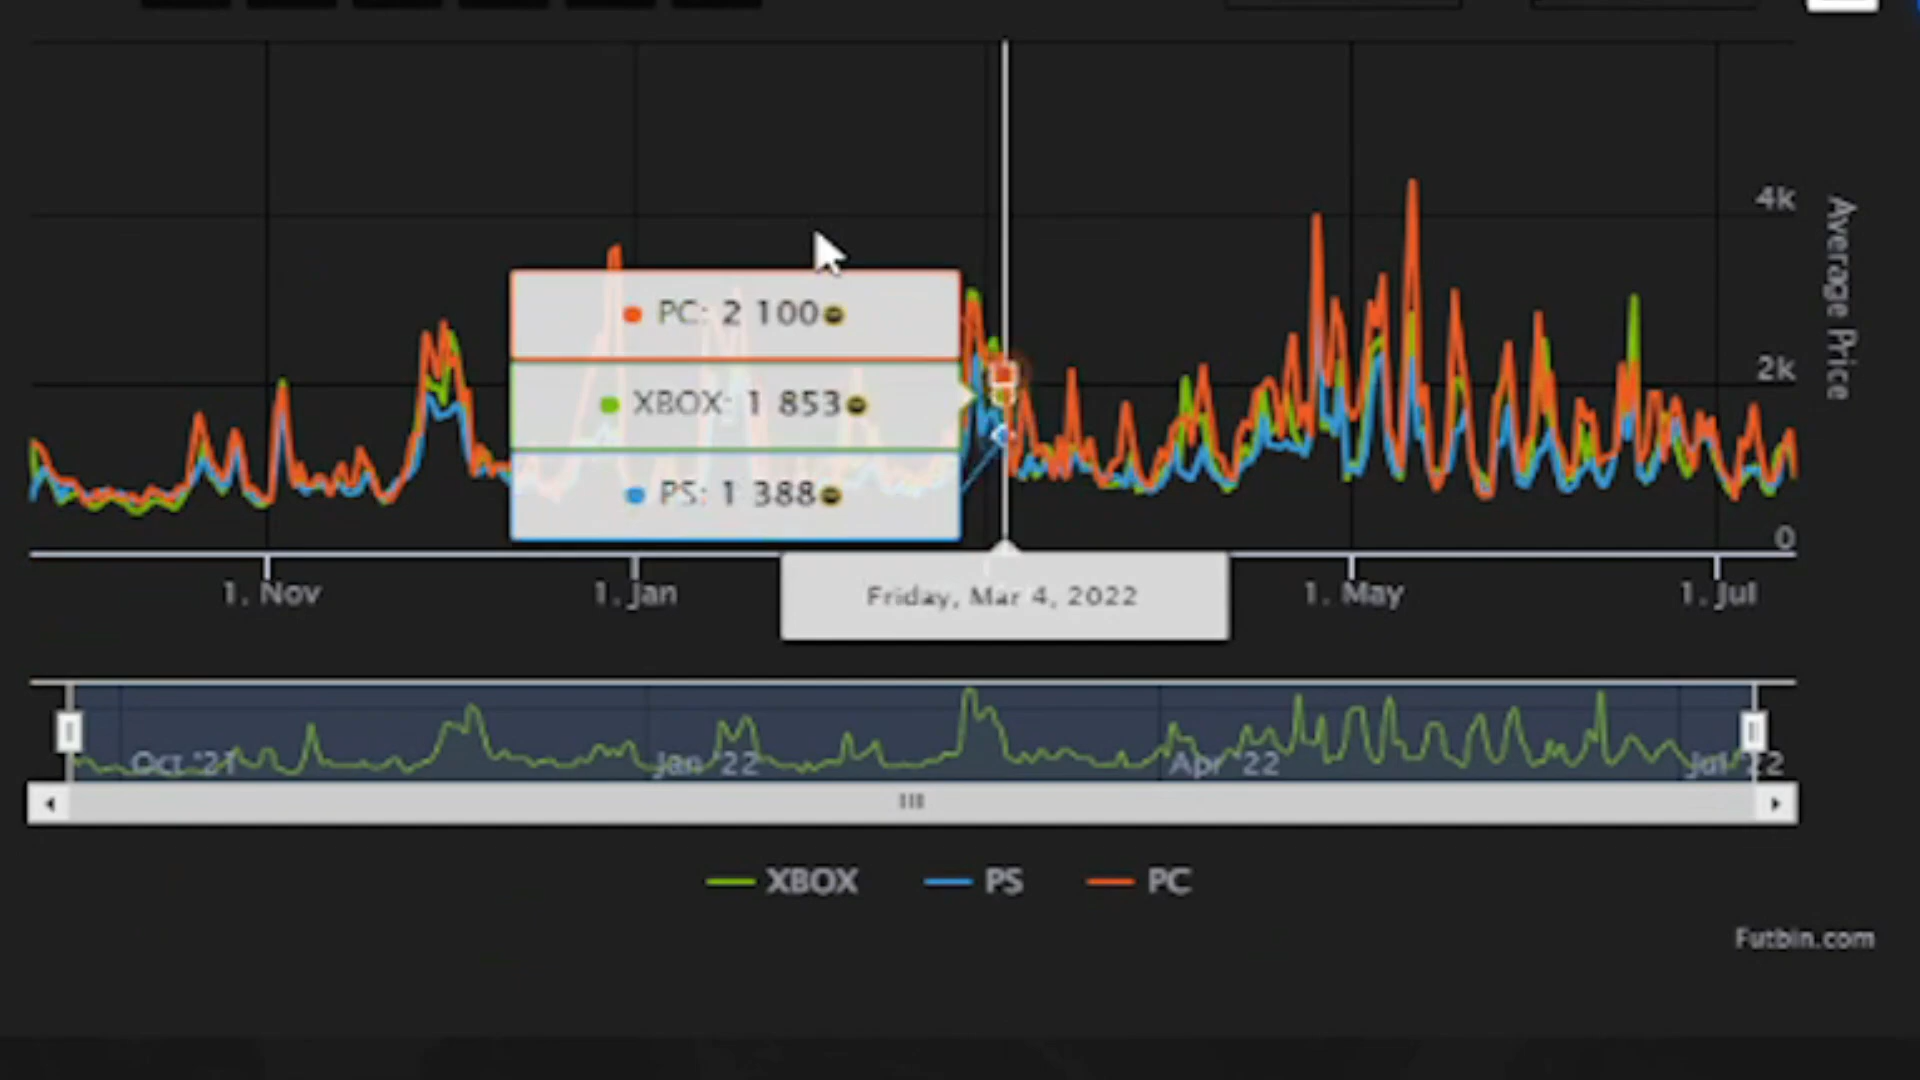 4k
Average Price
PC: 2 100
2k
XBOX: 1 853
PS: 1 388
0
1. Nov
1. Jan
Friday, Mar 4, 2022
1. May
1. Jul
Oct '21
Jan '22
Apr '22
Jul '22
XBOX
PS
PC
Futbin.com